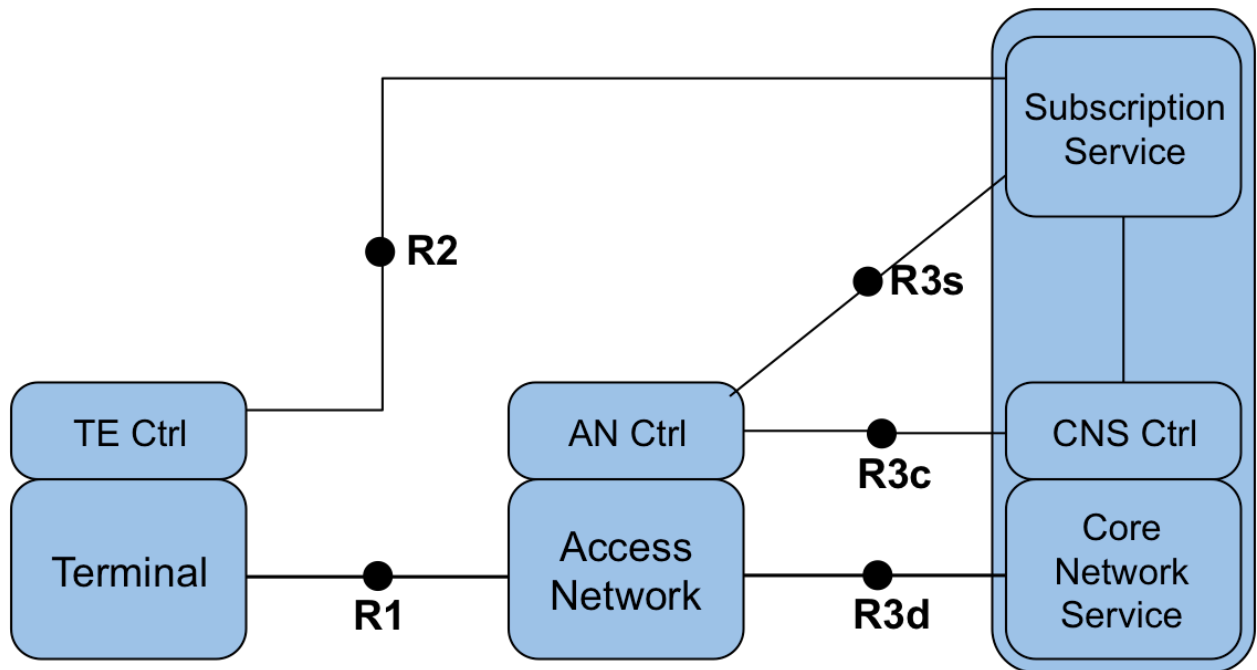 Subscription
Service
R2
R3s
TE Ctrl
AN Ctrl
CNS Ctrl
R3c
Terminal
Access
Network
Core
Network
Service
R1
R3d